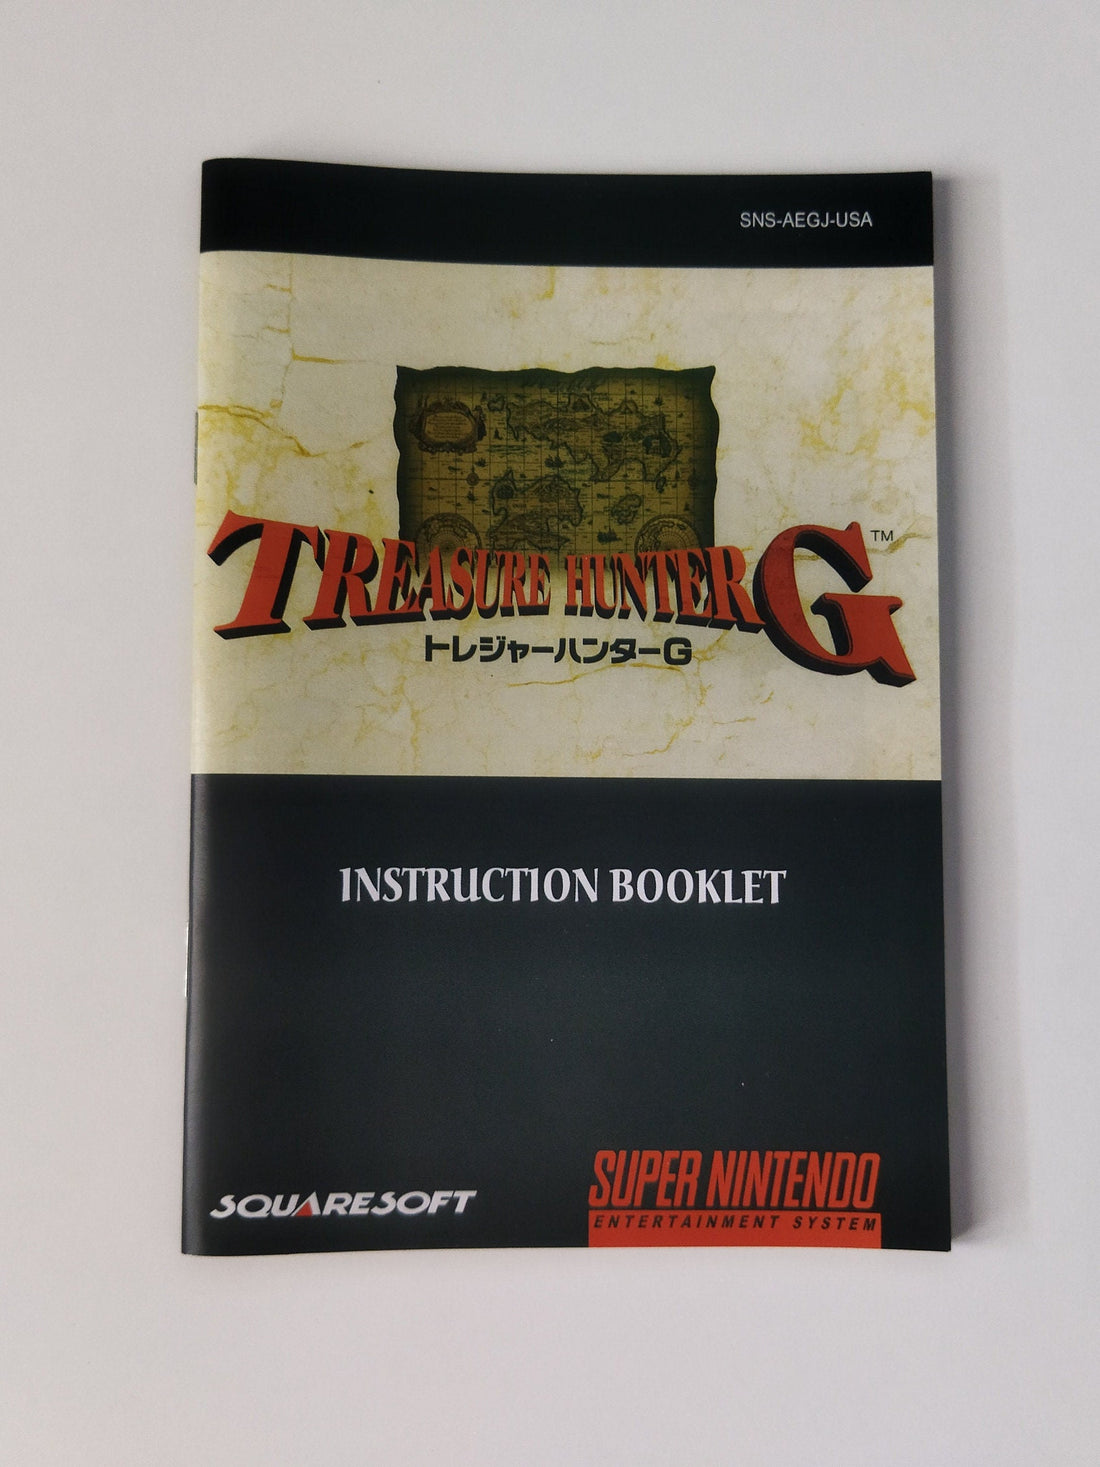 SNS-AEGJ-USA
TREASURE HUNTER G™
トレジャーハンターG
INSTRUCTION BOOKLET
SQUARESOFT
SUPER NINTENDO
ENTERTAINMENT SYSTEM